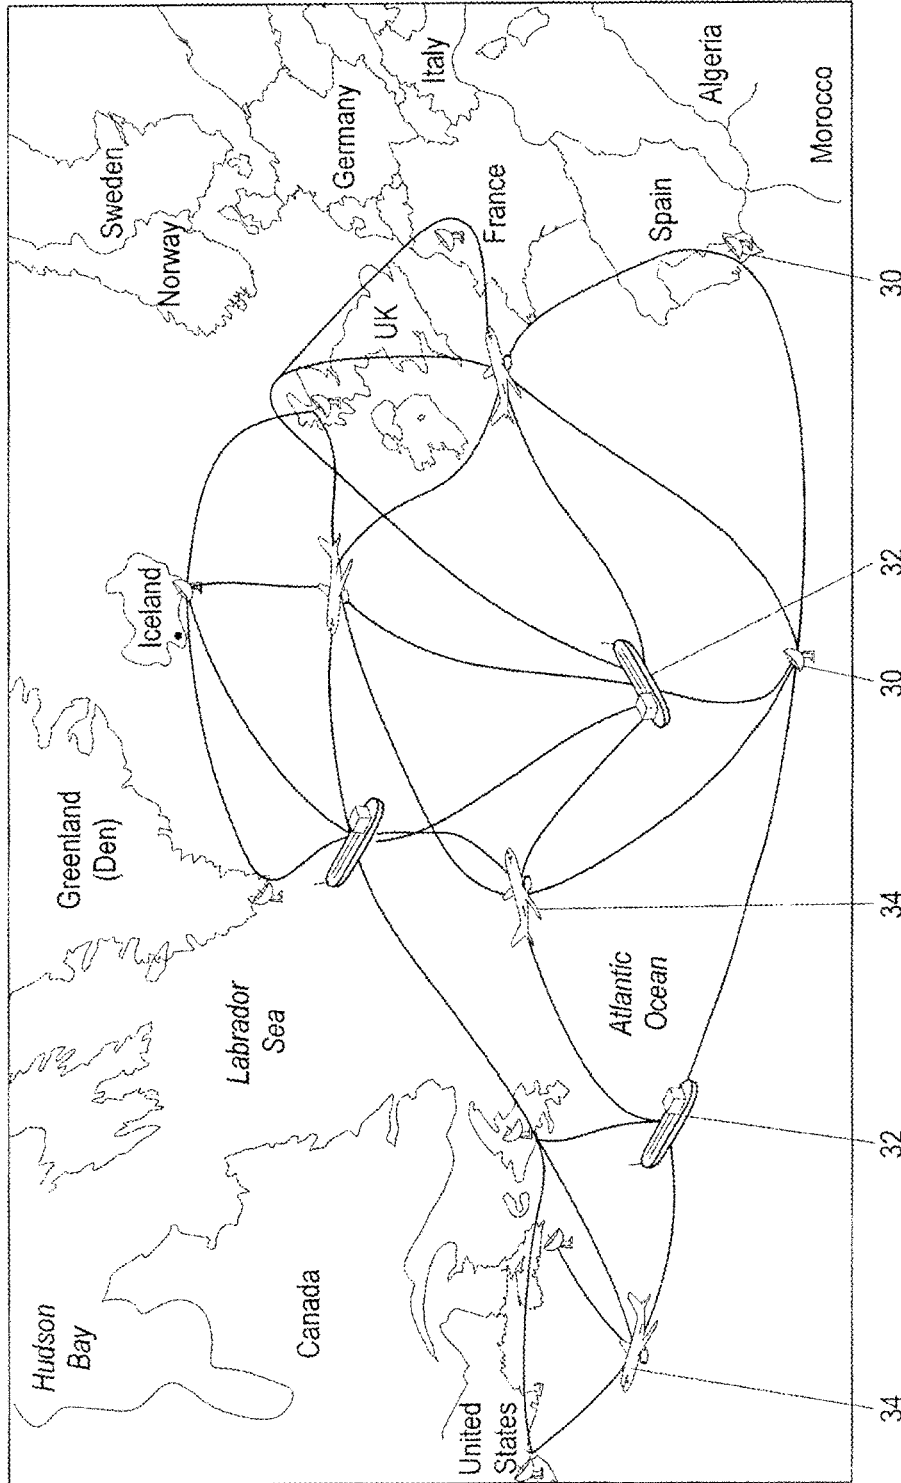 Hudson
Bay
Canada
United
States
Labrador
Sea
Greenland
(Den)
Iceland
Atlantic
Ocean
Norway
Sweden
UK
Germany
France
Italy
Spain
Algeria
Morocco
34
32
34
30
32
30